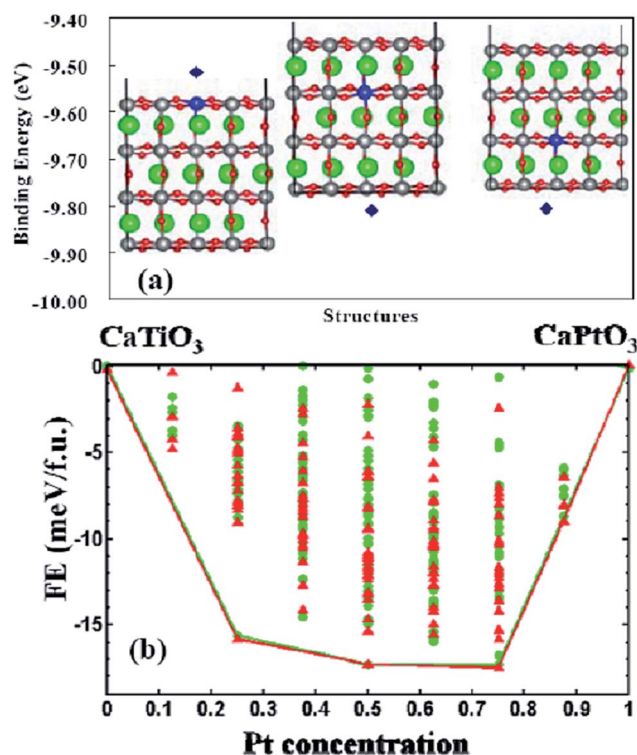 -9.40
-9.50
-9.60
-9.70
-9.80
-9.90
-10.00
Binding Energy (eV)
(a)
Structures
CaTiO3
CaPtO3
0
-5
-10
-15
FE (meV/f.u.)
(b)
0 0.1 0.2 0.3 0.4 0.5 0.6 0.7 0.8 0.9 1
Pt concentration